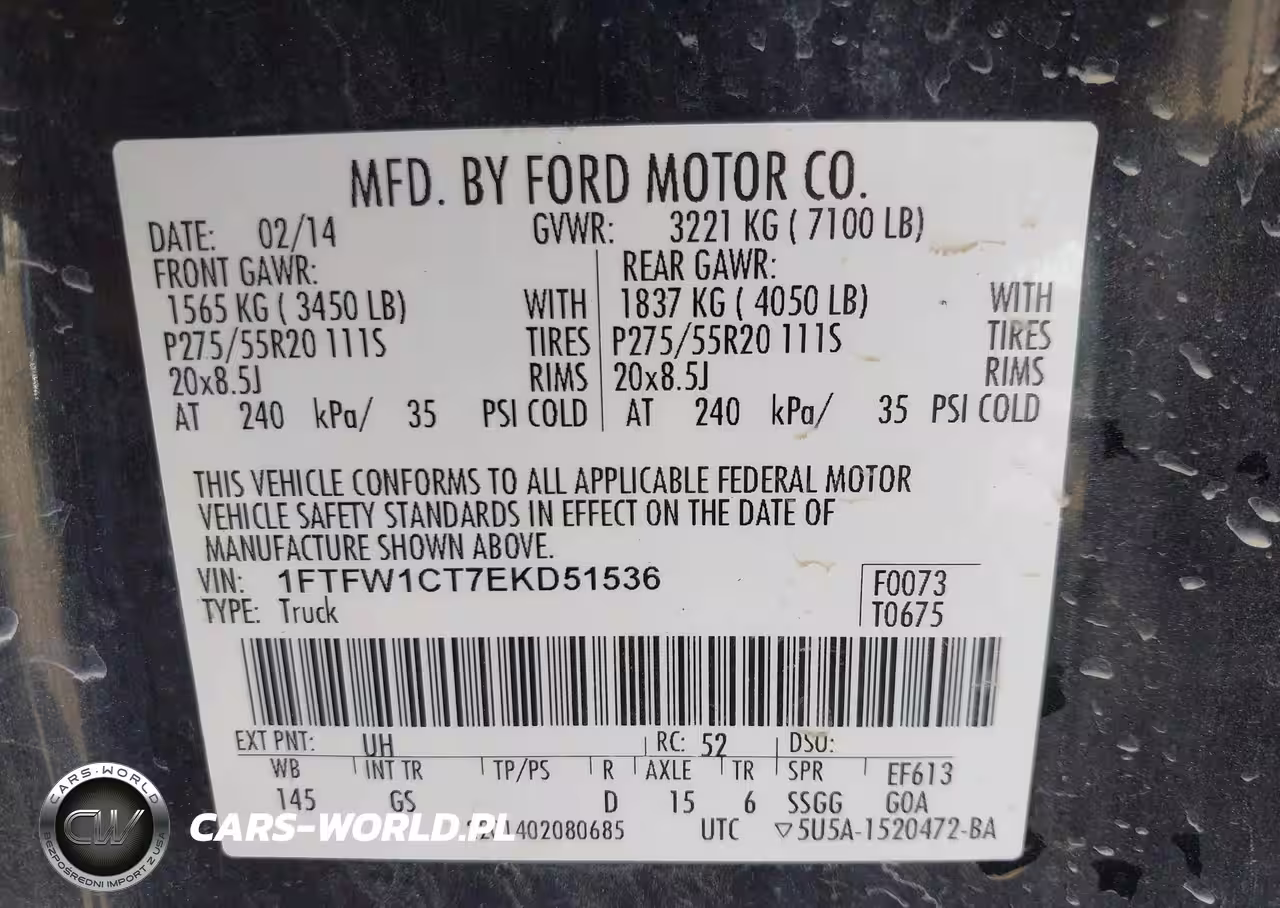 MFD. BY FORD MOTOR CO.
DATE: 02/14 GVWR: 3221 KG ( 7100 LB)
FRONT GAWR: REAR GAWR:
1565 KG ( 3450 LB) WITH 1837 KG ( 4050 LB) WITH
P275/55R20 111S TIRES P275/55R20 111S TIRES
20x8.5J RIMS 20x8.5J RIMS
AT 240 kPa/ 35 PSI COLD AT 240 kPa/ 35 PSI COLD
THIS VEHICLE CONFORMS TO ALL APPLICABLE FEDERAL MOTOR
VEHICLE SAFETY STANDARDS IN EFFECT ON THE DATE OF
MANUFACTURE SHOWN ABOVE.
VIN: 1FTFW1CT7EKD51536
F0073
TYPE: Truck
T0675
EXT PNT: UH RC: 52 DSO:
WB INT TR TP/PS R AXLE TR SPR EF613
145 GS D 15 6 SSGG GOA
402080685 UTC ▽5U5A-1520472-BA
CARS-WORLD.PL
CARS-WORLD
CW
BEZPOŚREDNI IMPORT Z USA